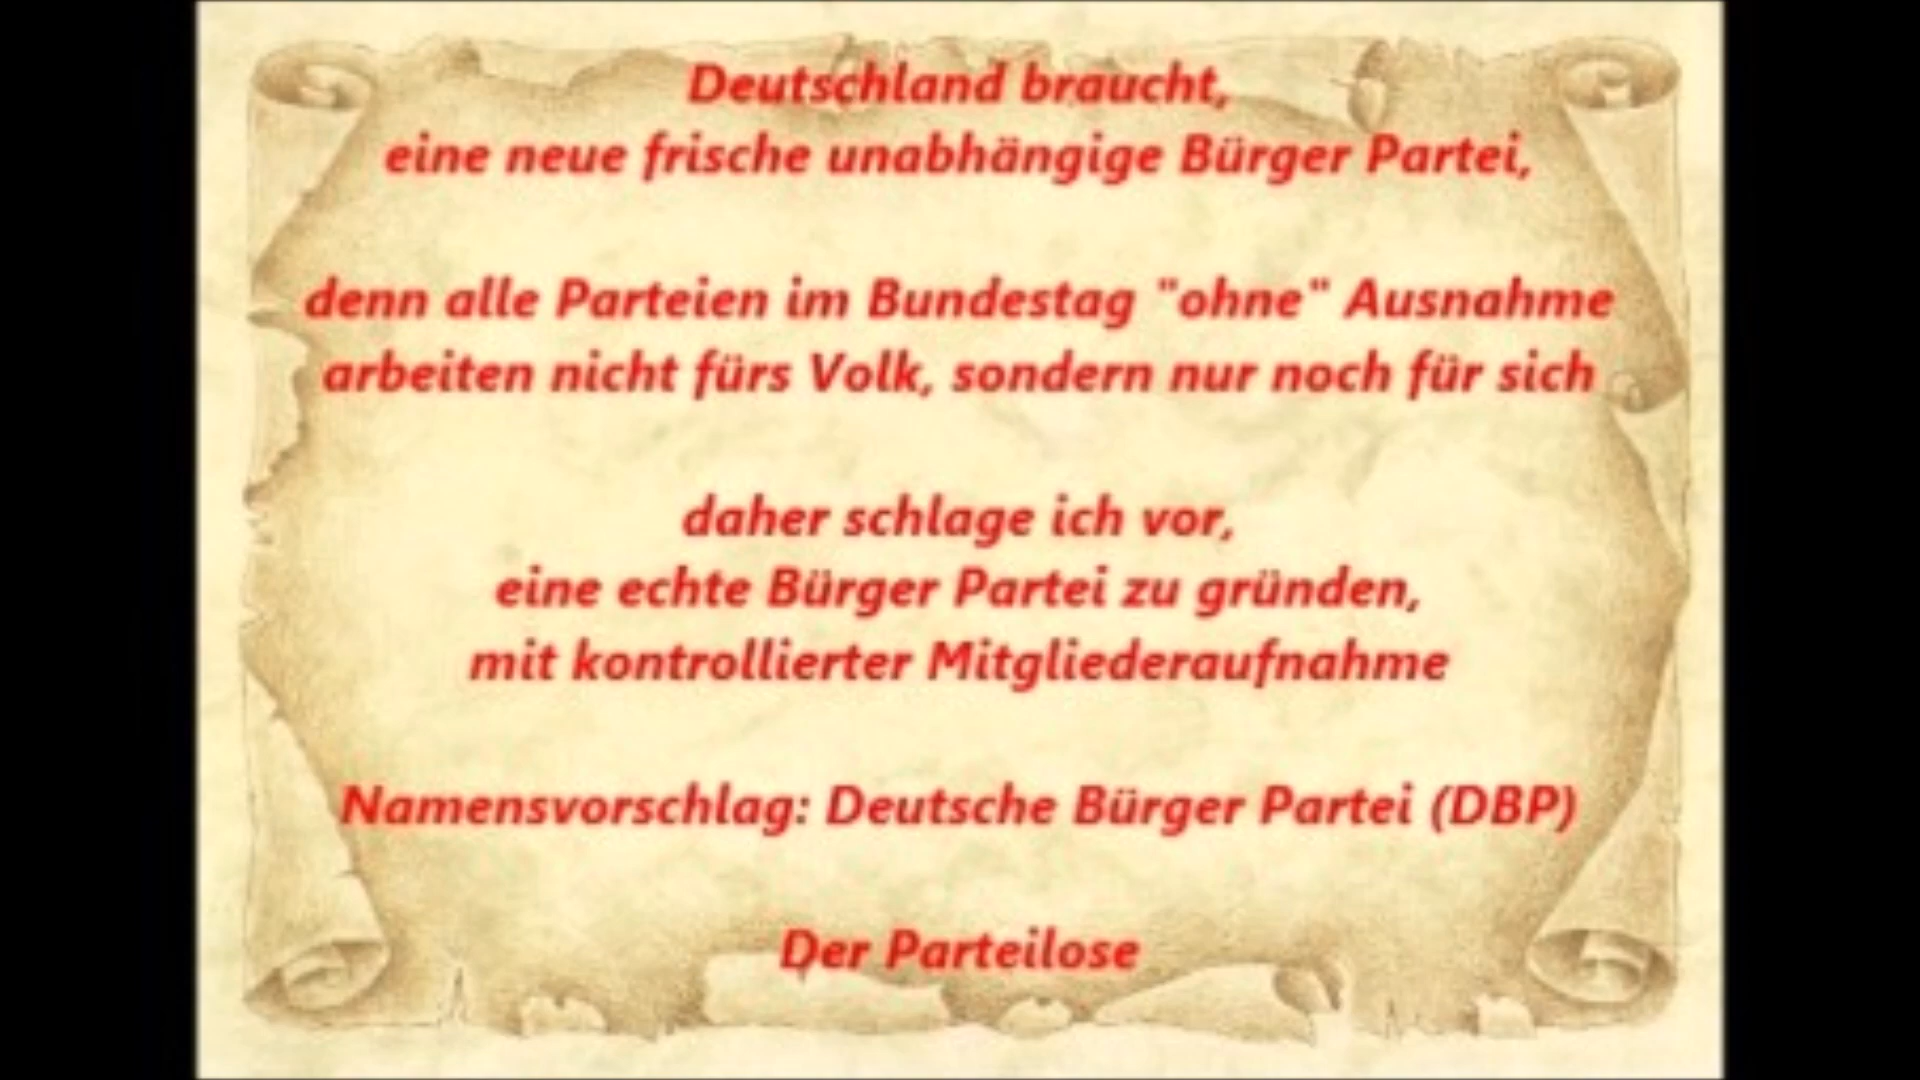 Deutschland braucht,
eine neue frische unabhängige Bürger Partei,
denn alle Parteien im Bundestag "ohne" Ausnahme
arbeiten nicht fürs Volk, sondern nur noch für sich
daher schlage ich vor,
eine echte Bürger Partei zu gründen,
mit kontrollierter Mitgliederaufnahme
Namensvorschlag: Deutsche Bürger Partei (DBP)
Der Parteilose